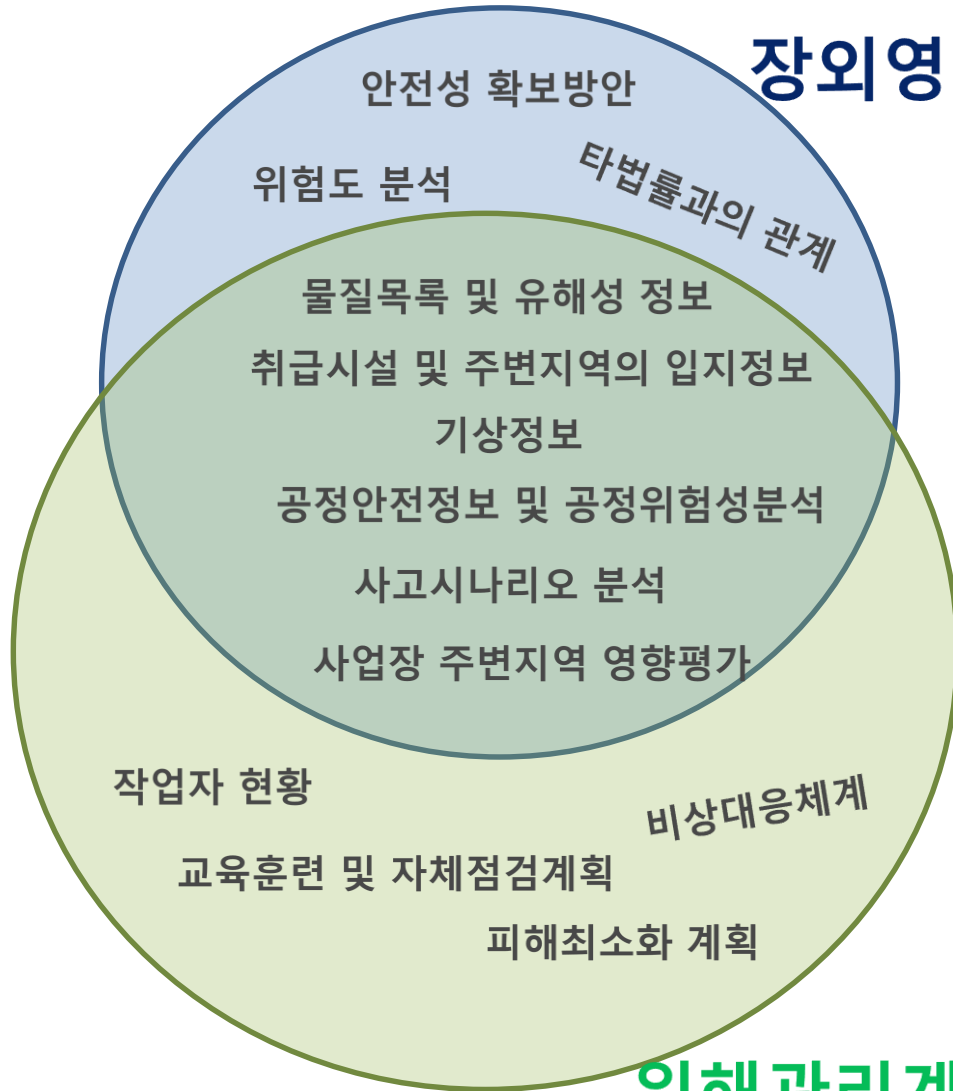 장외영
안전성 확보방안
타법률과의 관계
위험도 분석
물질목록 및 유해성 정보
취급시설 및 주변지역의 입지정보
기상정보
공정안전정보 및 공정위험성분석
사고시나리오 분석
사업장 주변지역 영향평가
작업자 현황
비상대응체계
교육훈련 및 자체점검계획
피해최소화 계획